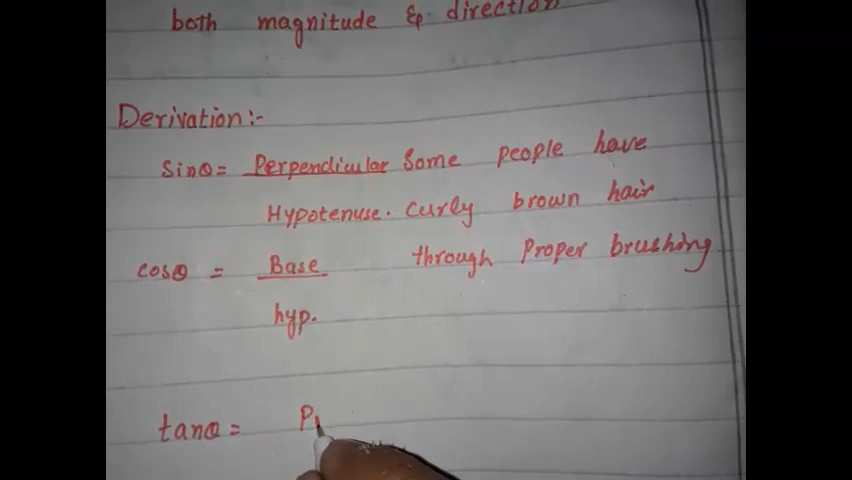 both magnitude & direction
Derivation:-
sinθ = Perpendicular Some people have
Hypotenuse. Curly brown hair
cosθ = Base through Proper brushing
hyp.
tanθ = P